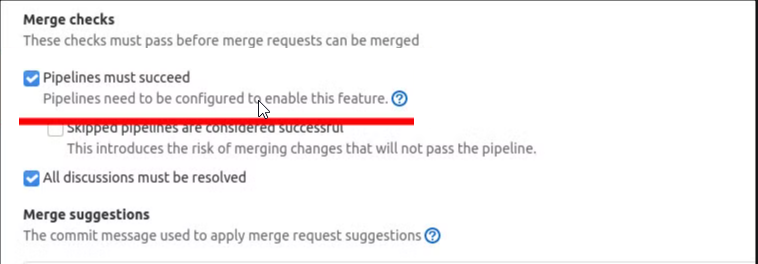 Merge checks
These checks must pass before merge requests can be merged
Pipelines must succeed
Pipelines need to be configured to enable this feature. ?
Skipped pipelines are considered successful
This introduces the risk of merging changes that will not pass the pipeline.
All discussions must be resolved
Merge suggestions
The commit message used to apply merge request suggestions ?